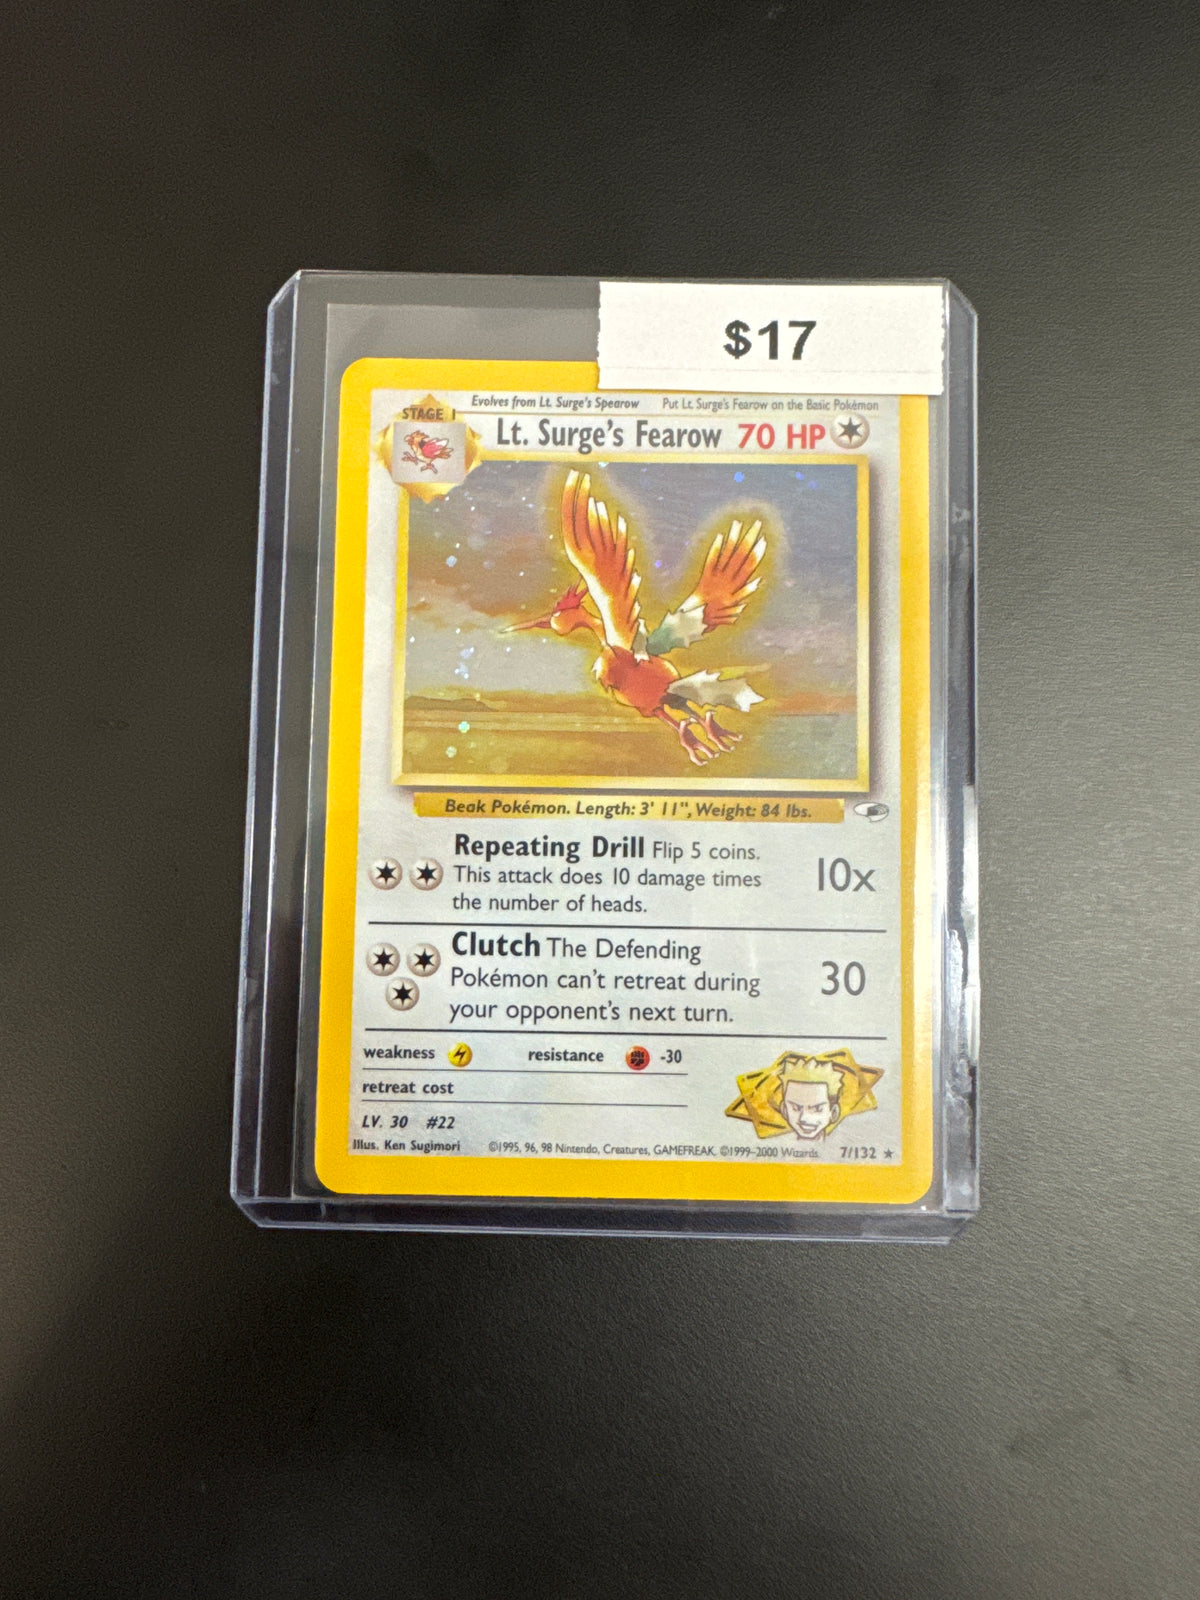 $17
Evolves from Lt. Surge's Spearow Put Lt. Surge's Fearow on the Basic Pokémon
STAGE 1
Lt. Surge's Fearow 70 HP
Beak Pokémon. Length: 3' 11", Weight: 84 lbs.
Repeating Drill Flip 5 coins.
This attack does 10 damage times
the number of heads.
10x
Clutch The Defending
Pokémon can't retreat during
your opponent's next turn.
30
weakness resistance -30
retreat cost
LV. 30 #22
Illus. Ken Sugimori ©1995, 96, 98 Nintendo, Creatures, GAMEFREAK. ©1999-2000 Wizards. 7/132 ★